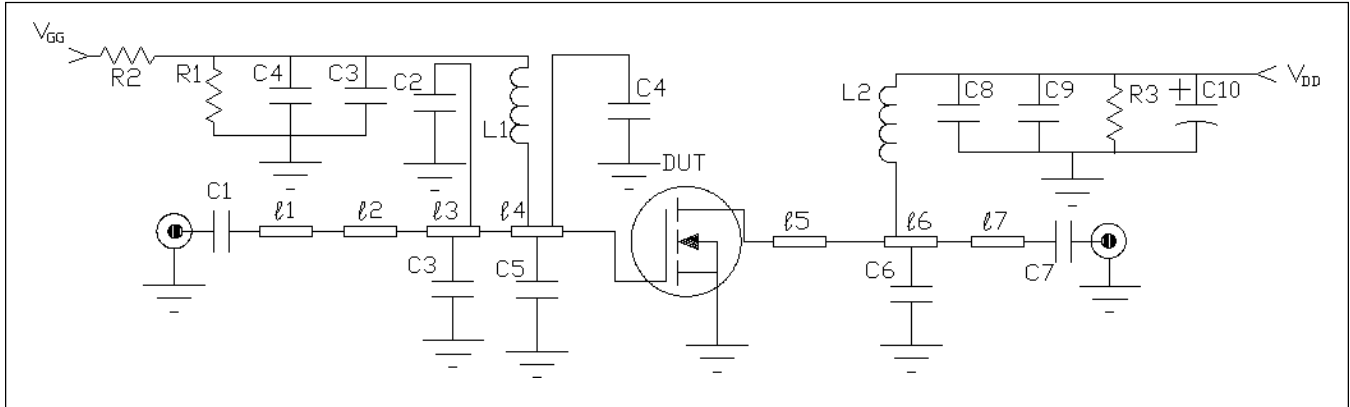 VGG
R2
R1
C4
C3
C2
L1
C4
DUT
L2
C8
C9
R3
+
C10
VDD
C1
ℓ1
ℓ2
ℓ3
ℓ4
C3
C5
ℓ5
ℓ6
ℓ7
C6
C7